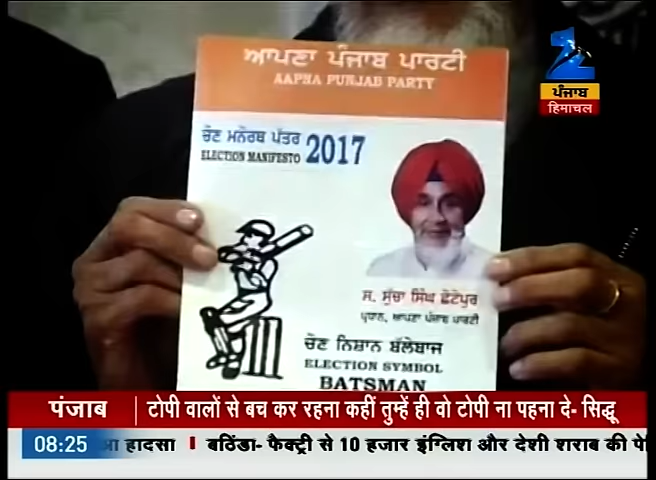 ਆਪਣਾ ਪੰਜਾਬ ਪਾਰਟੀ
AAPNA PUNJAB PARTY
ਚੋਣ ਮਨੋਰਥ ਪੱਤਰ
ELECTION MANIFESTO 2017
ਸ. ਸੁੱਚਾ ਸਿੰਘ ਛੋਟੇਪੁਰ
ਪ੍ਰਧਾਨ, ਆਪਣਾ ਪੰਜਾਬ ਪਾਰਟੀ
ਚੋਣ ਨਿਸ਼ਾਨ ਬੱਲੇਬਾਜ
ELECTION SYMBOL
BATSMAN
ਪੰਜਾਬ
हिमाचल
पंजाब
टोपी वालों से बच कर रहना कहीं तुम्हें ही वो टोपी ना पहना दे- सिद्धू
08:25
हादसा
बठिंडा- फैक्ट्री से 10 हजार इंग्लिश और देशी शराब की